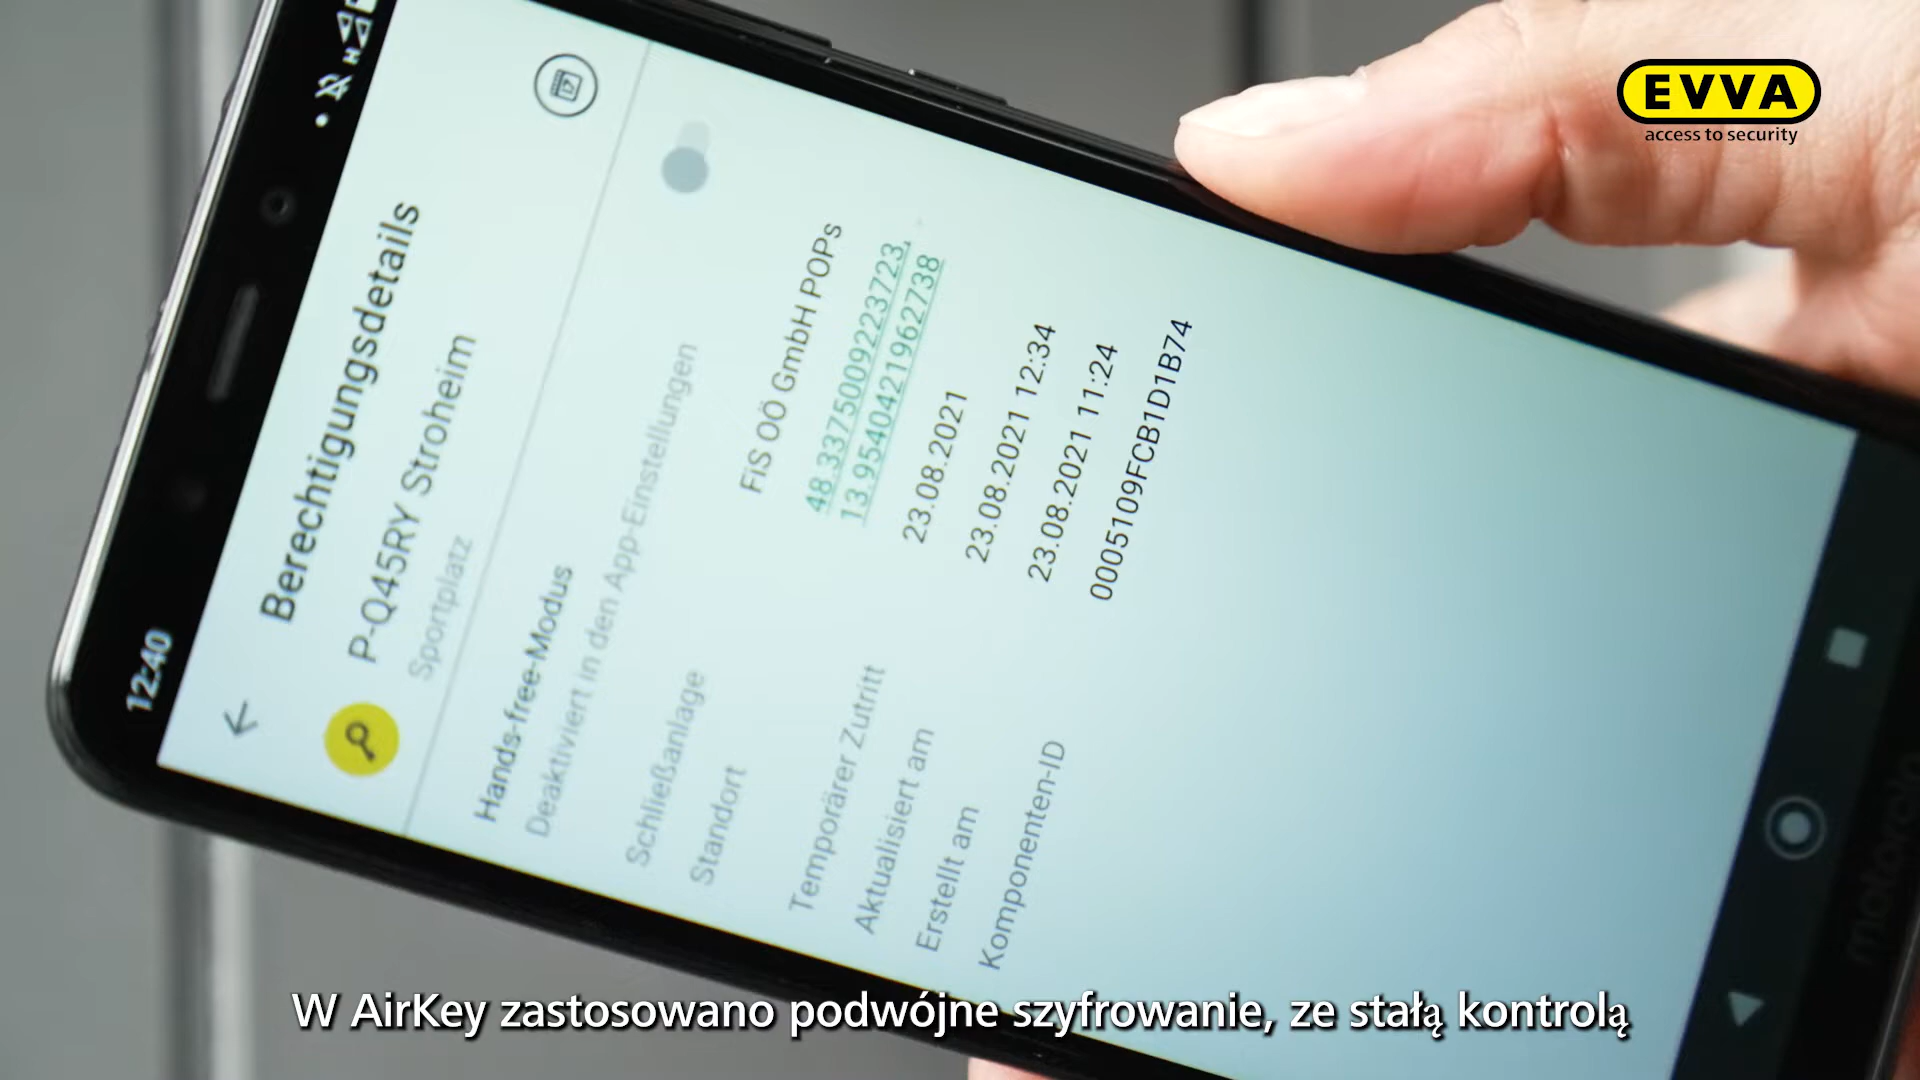 EVVA
access to security
12:40
Berechtigungsdetails
P-Q45RY Stroheim
Sportplatz
Hands-free-Modus
Deaktiviert in den App-Einstellungen
Schließanlage
FiS OÖ GmbH POPs
Standort
48.3375009223723,
13.954042196962738
Temporärer Zutritt
23.08.2021
Aktualisiert am
23.08.2021 12:34
Erstellt am
23.08.2021 11:24
Komponenten-ID
0005109FCB1D1B74
motorola
W AirKey zastosowano podwójne szyfrowanie, ze stałą kontrolą